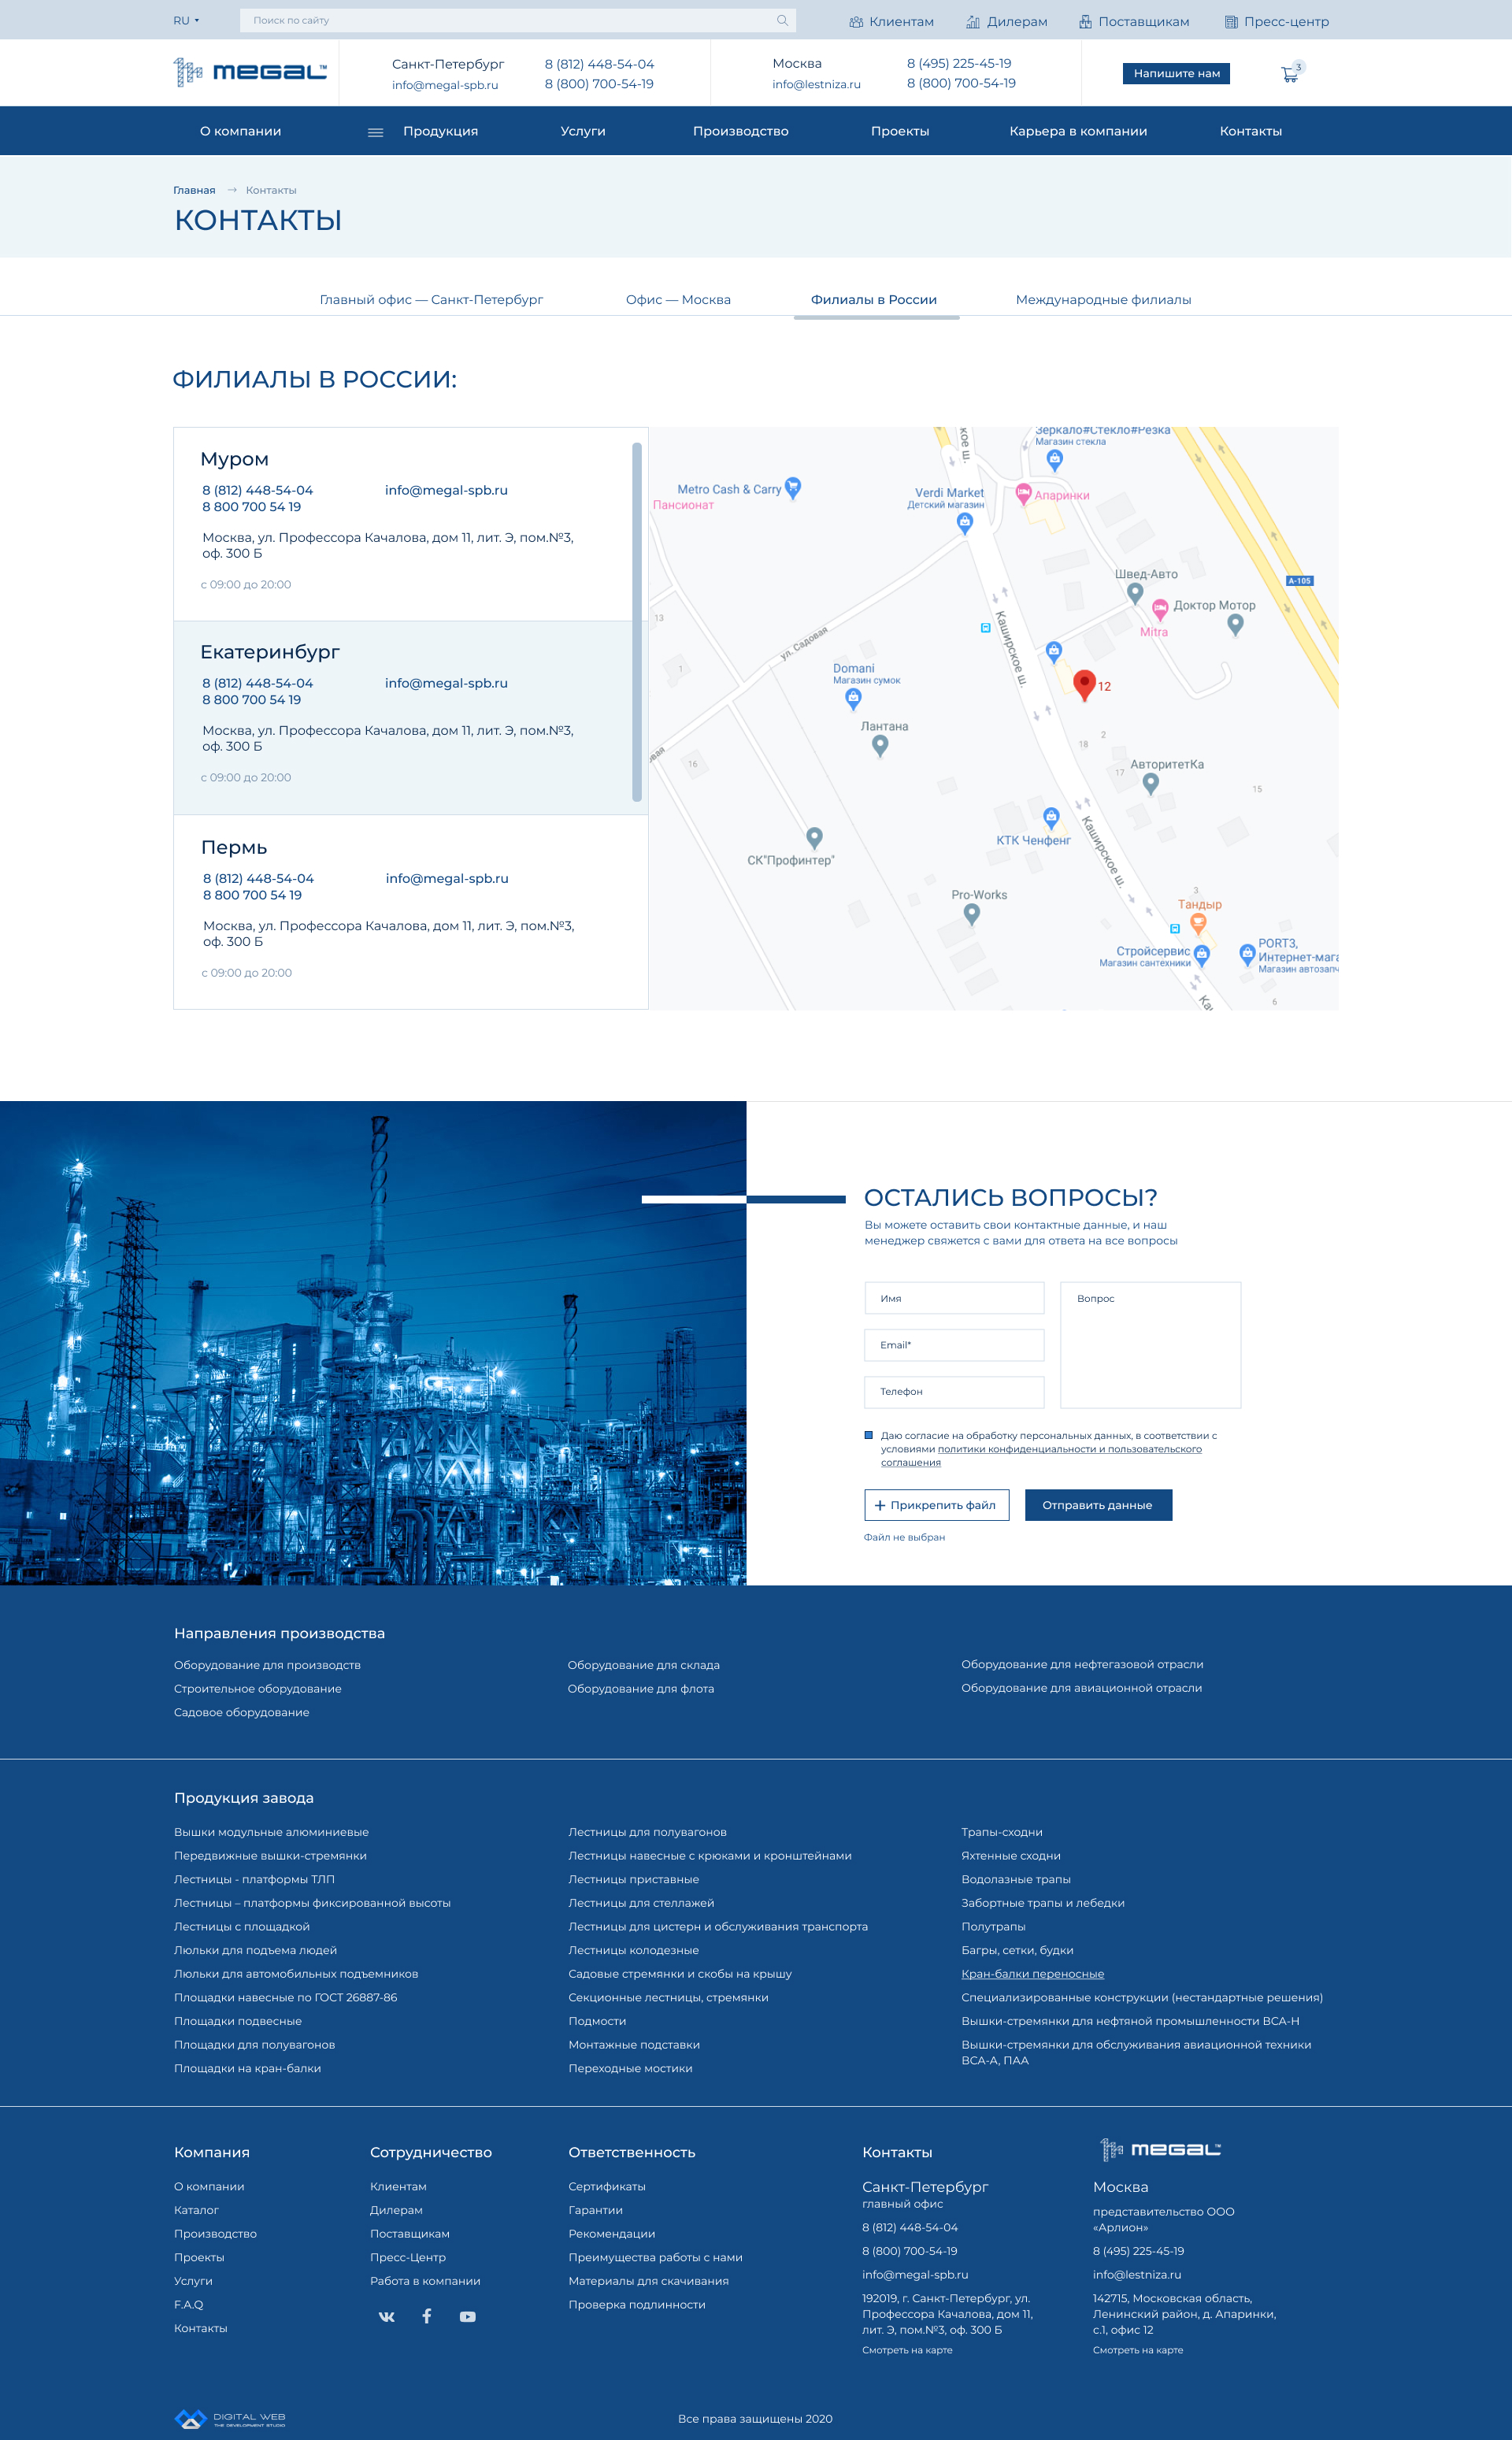 RU
Поиск по сайту
Клиентам
Дилерам
Поставщикам
Пресс-центр
MEGAL™
Санкт-Петербург
info@megal-spb.ru
8 (812) 448-54-04
8 (800) 700-54-19
Москва
info@lestniza.ru
8 (495) 225-45-19
8 (800) 700-54-19
Напишите нам
3
О компании
Продукция
Услуги
Производство
Проекты
Карьера в компании
Контакты
Главная → Контакты
КОНТАКТЫ
Главный офис — Санкт-Петербург
Офис — Москва
Филиалы в России
Международные филиалы
ФИЛИАЛЫ В РОССИИ:
Муром
8 (812) 448-54-04
info@megal-spb.ru
8 800 700 54 19
Москва, ул. Профессора Качалова, дом 11, лит. Э, пом.№3,
оф. 300 Б
с 09:00 до 20:00
Екатеринбург
8 (812) 448-54-04
info@megal-spb.ru
8 800 700 54 19
Москва, ул. Профессора Качалова, дом 11, лит. Э, пом.№3,
оф. 300 Б
с 09:00 до 20:00
Пермь
8 (812) 448-54-04
info@megal-spb.ru
8 800 700 54 19
Москва, ул. Профессора Качалова, дом 11, лит. Э, пом.№3,
оф. 300 Б
с 09:00 до 20:00
Зеркало#Стекло#Резка
Магазин стекла
кое ш.
Metro Cash & Carry
Пансионат
Verdi Market
Детский магазин
Апаринки
Швед-Авто
А-105
Доктор Мотор
Mitra
13
ул. Садовая
Каширское ш.
1
Domani
Магазин сумок
12
Лантана
2
18
овая
16
17
АвторитетКа
15
КТК Ченфенг
Каширское ш.
СК"Профинтер"
Pro-Works
3
Тандыр
Стройсервис
Магазин сантехники
PORT3,
Интернет-мага
Магазин автозапч
6
Ка
ОСТАЛИСЬ ВОПРОСЫ?
Вы можете оставить свои контактные данные, и наш
менеджер свяжется с вами для ответа на все вопросы
Имя
Вопрос
Email*
Телефон
Даю согласие на обработку персональных данных, в соответствии с
условиями политики конфиденциальности и пользовательского
соглашения
+ Прикрепить файл
Отправить данные
Файл не выбран
Направления производства
Оборудование для производств
Строительное оборудование
Садовое оборудование
Оборудование для склада
Оборудование для флота
Оборудование для нефтегазовой отрасли
Оборудование для авиационной отрасли
Продукция завода
Вышки модульные алюминиевые
Передвижные вышки-стремянки
Лестницы - платформы ТЛП
Лестницы – платформы фиксированной высоты
Лестницы с площадкой
Люльки для подъема людей
Люльки для автомобильных подъемников
Площадки навесные по ГОСТ 26887-86
Площадки подвесные
Площадки для полувагонов
Площадки на кран-балки
Лестницы для полувагонов
Лестницы навесные с крюками и кронштейнами
Лестницы приставные
Лестницы для стеллажей
Лестницы для цистерн и обслуживания транспорта
Лестницы колодезные
Садовые стремянки и скобы на крышу
Секционные лестницы, стремянки
Подмости
Монтажные подставки
Переходные мостики
Трапы-сходни
Яхтенные сходни
Водолазные трапы
Забортные трапы и лебедки
Полутрапы
Багры, сетки, будки
Кран-балки переносные
Специализированные конструкции (нестандартные решения)
Вышки-стремянки для нефтяной промышленности ВСА-Н
Вышки-стремянки для обслуживания авиационной техники
ВСА-А, ПАА
Компания
О компании
Каталог
Производство
Проекты
Услуги
F.A.Q
Контакты
Сотрудничество
Клиентам
Дилерам
Поставщикам
Пресс-Центр
Работа в компании
Ответственность
Сертификаты
Гарантии
Рекомендации
Преимущества работы с нами
Материалы для скачивания
Проверка подлинности
Контакты
Санкт-Петербург
главный офис
8 (812) 448-54-04
8 (800) 700-54-19
info@megal-spb.ru
192019, г. Санкт-Петербург, ул.
Профессора Качалова, дом 11,
лит. Э, пом.№3, оф. 300 Б
Смотреть на карте
MEGAL™
Москва
представительство ООО
«Арлион»
8 (495) 225-45-19
info@lestniza.ru
142715, Московская область,
Ленинский район, д. Апаринки,
с.1, офис 12
Смотреть на карте
DIGITAL WEB
THE DEVELOPMENT STUDIO
Все права защищены 2020